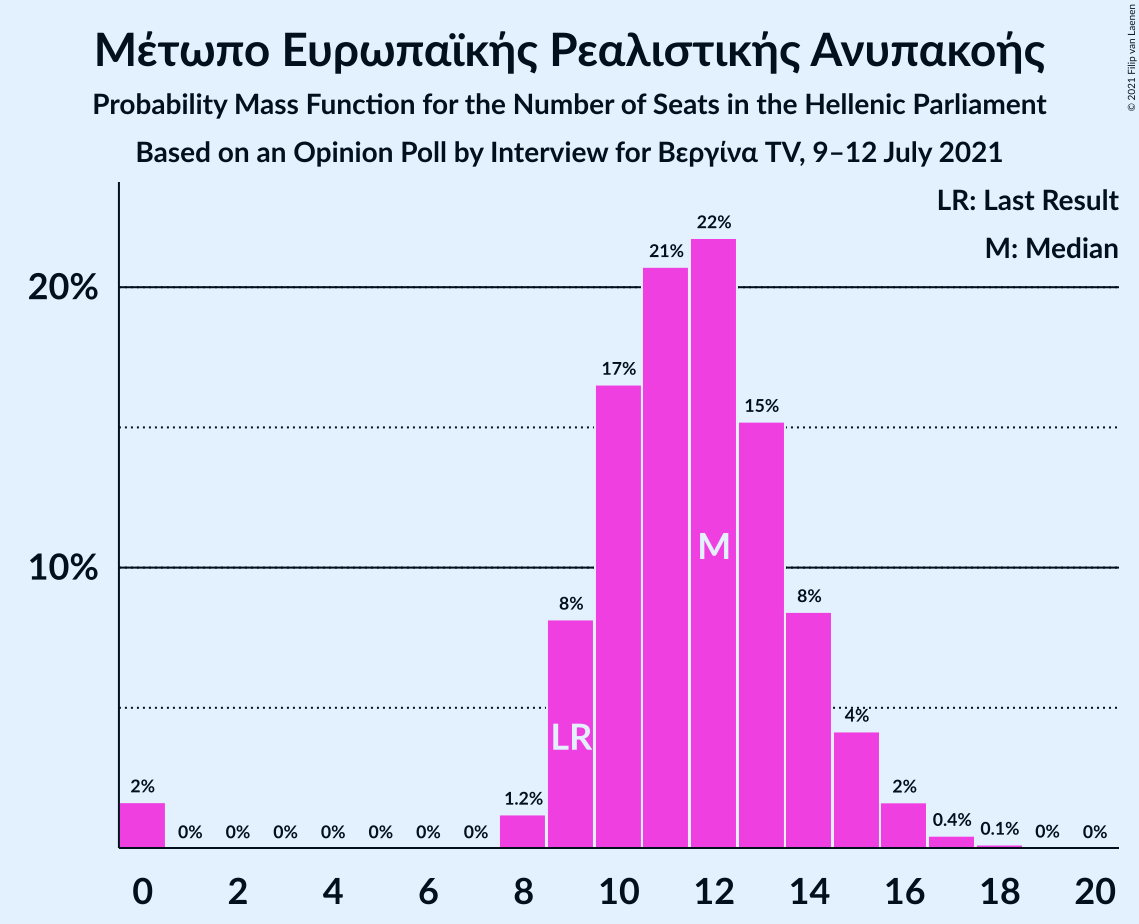 Μέτωπο Ευρωπαϊκής Ρεαλιστικής Ανυπακοής
Probability Mass Function for the Number of Seats in the Hellenic Parliament
Based on an Opinion Poll by Interview for Βεργίνα TV, 9–12 July 2021
© 2021 Filip van Laenen
LR: Last Result
M: Median
20%
10%
2%
0%
0%
0%
0%
0%
0%
0%
1.2%
8%
17%
21%
22%
15%
8%
4%
2%
0.4%
0.1%
0%
0%
LR
M
0 2 4 6 8 10 12 14 16 18 20